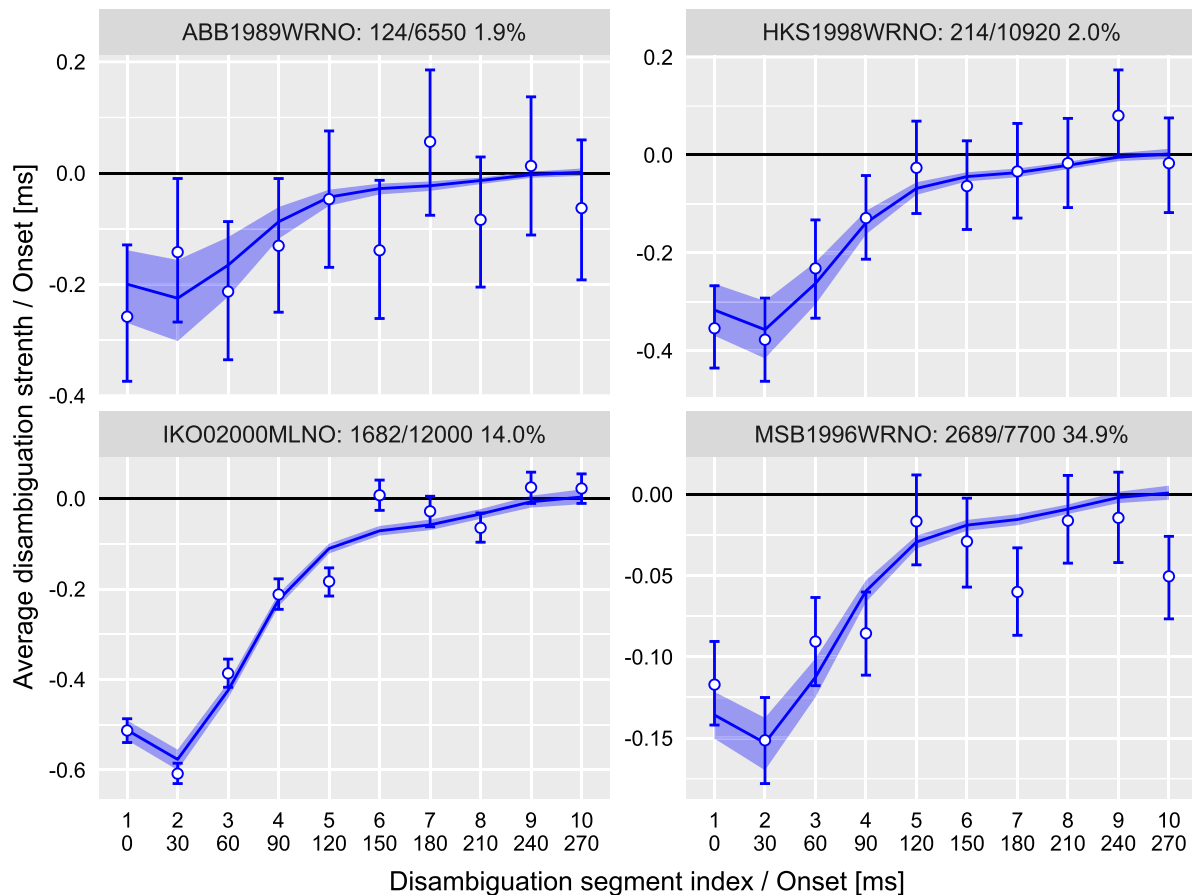 ABB1989WRNO: 124/6550 1.9%
HKS1998WRNO: 214/10920 2.0%
0.2
0.0
-0.2
-0.4
0.2
0.0
-0.2
-0.4
IKO02000MLNO: 1682/12000 14.0%
MSB1996WRNO: 2689/7700 34.9%
0.0
-0.2
-0.4
-0.6
0.00
-0.05
-0.10
-0.15
1 2 3 4 5 6 7 8 9 10
0 30 60 90 120 150 180 210 240 270
1 2 3 4 5 6 7 8 9 10
0 30 60 90 120 150 180 210 240 270
Average disambiguation strenth / Onset [ms]
Disambiguation segment index / Onset [ms]